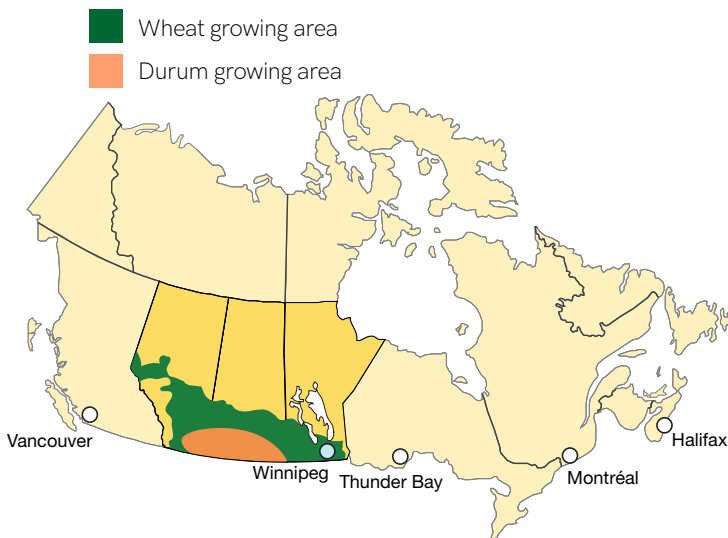 Wheat growing area
Durum growing area
Vancouver
Winnipeg
Thunder Bay
Montréal
Halifax